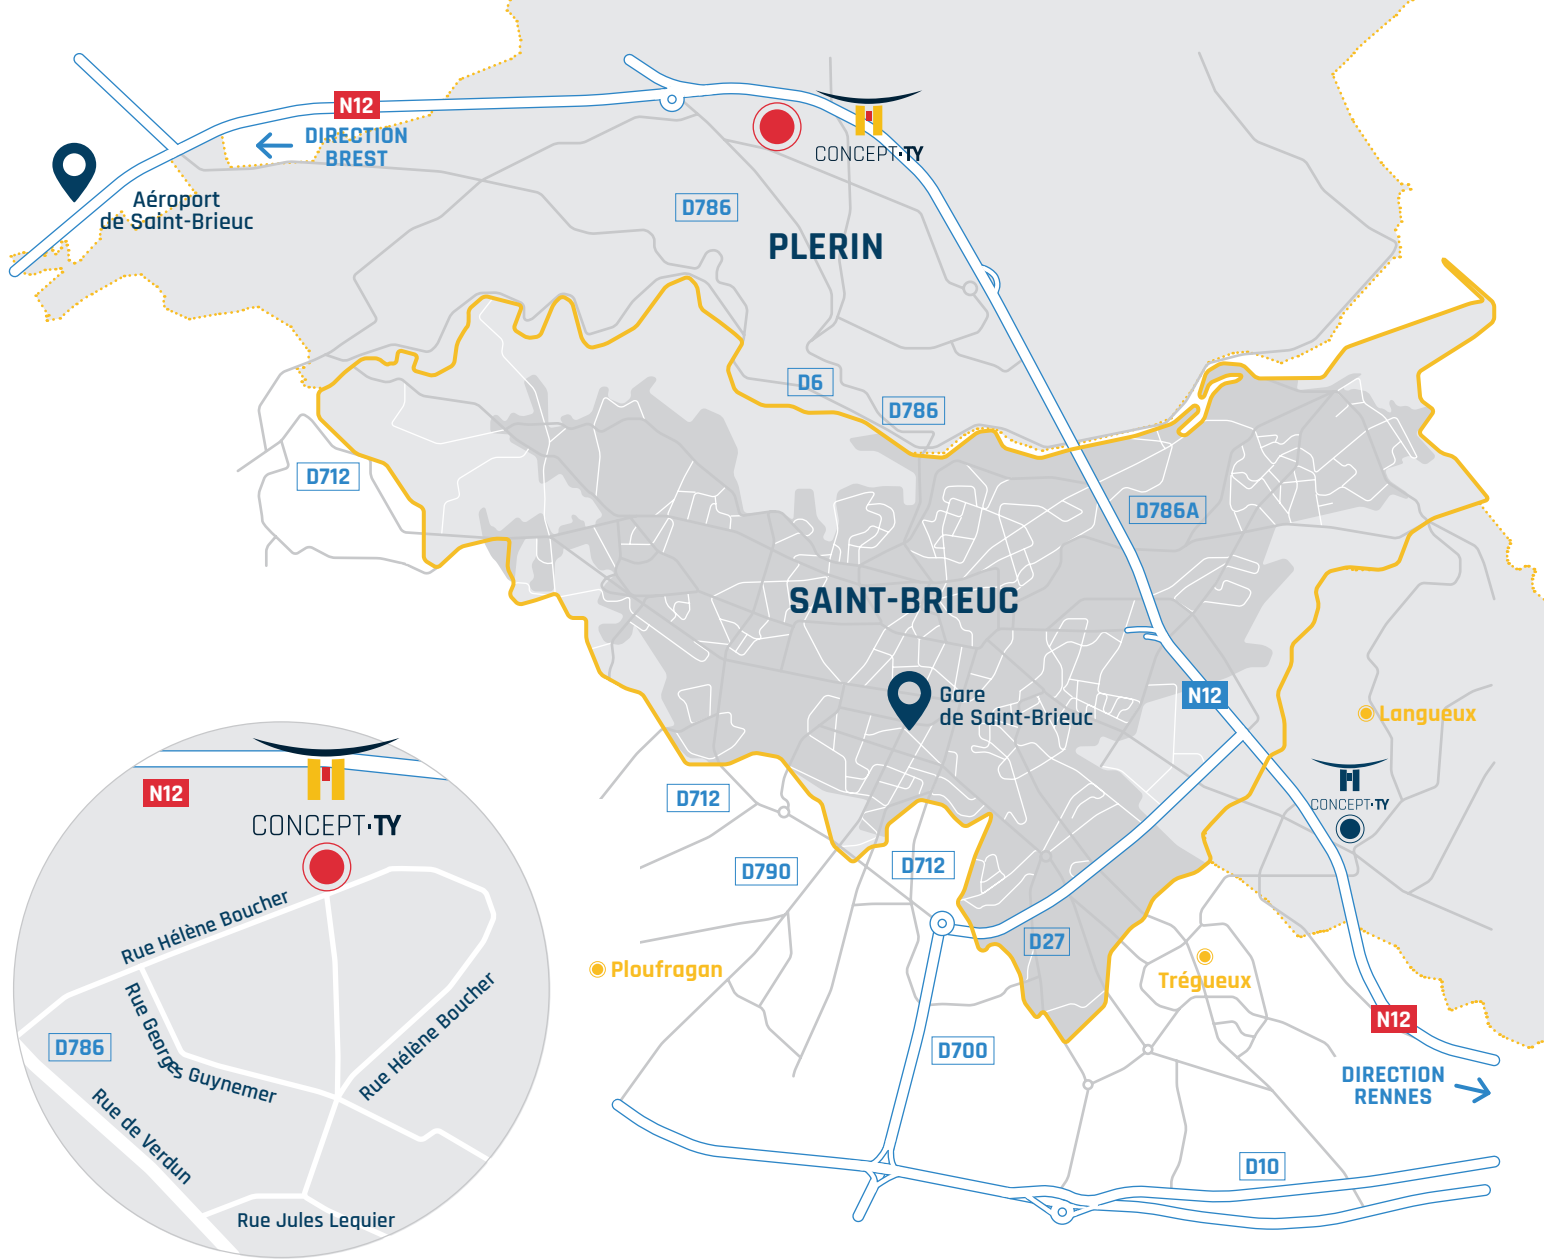 N12
DIRECTION
BREST
CONCEPT·TY
Aéroport
de Saint-Brieuc
D786
PLERIN
D6
D786
D712
D786A
SAINT-BRIEUC
Gare
de Saint-Brieuc
N12
Langueux
CONCEPT·TY
D712
D790
D712
D27
Ploufragan
Trégueux
D700
N12
DIRECTION
RENNES
D10
N12
CONCEPT·TY
Rue Hélène Boucher
Rue Georges Guynemer
Rue Hélène Boucher
D786
Rue de Verdun
Rue Jules Lequier